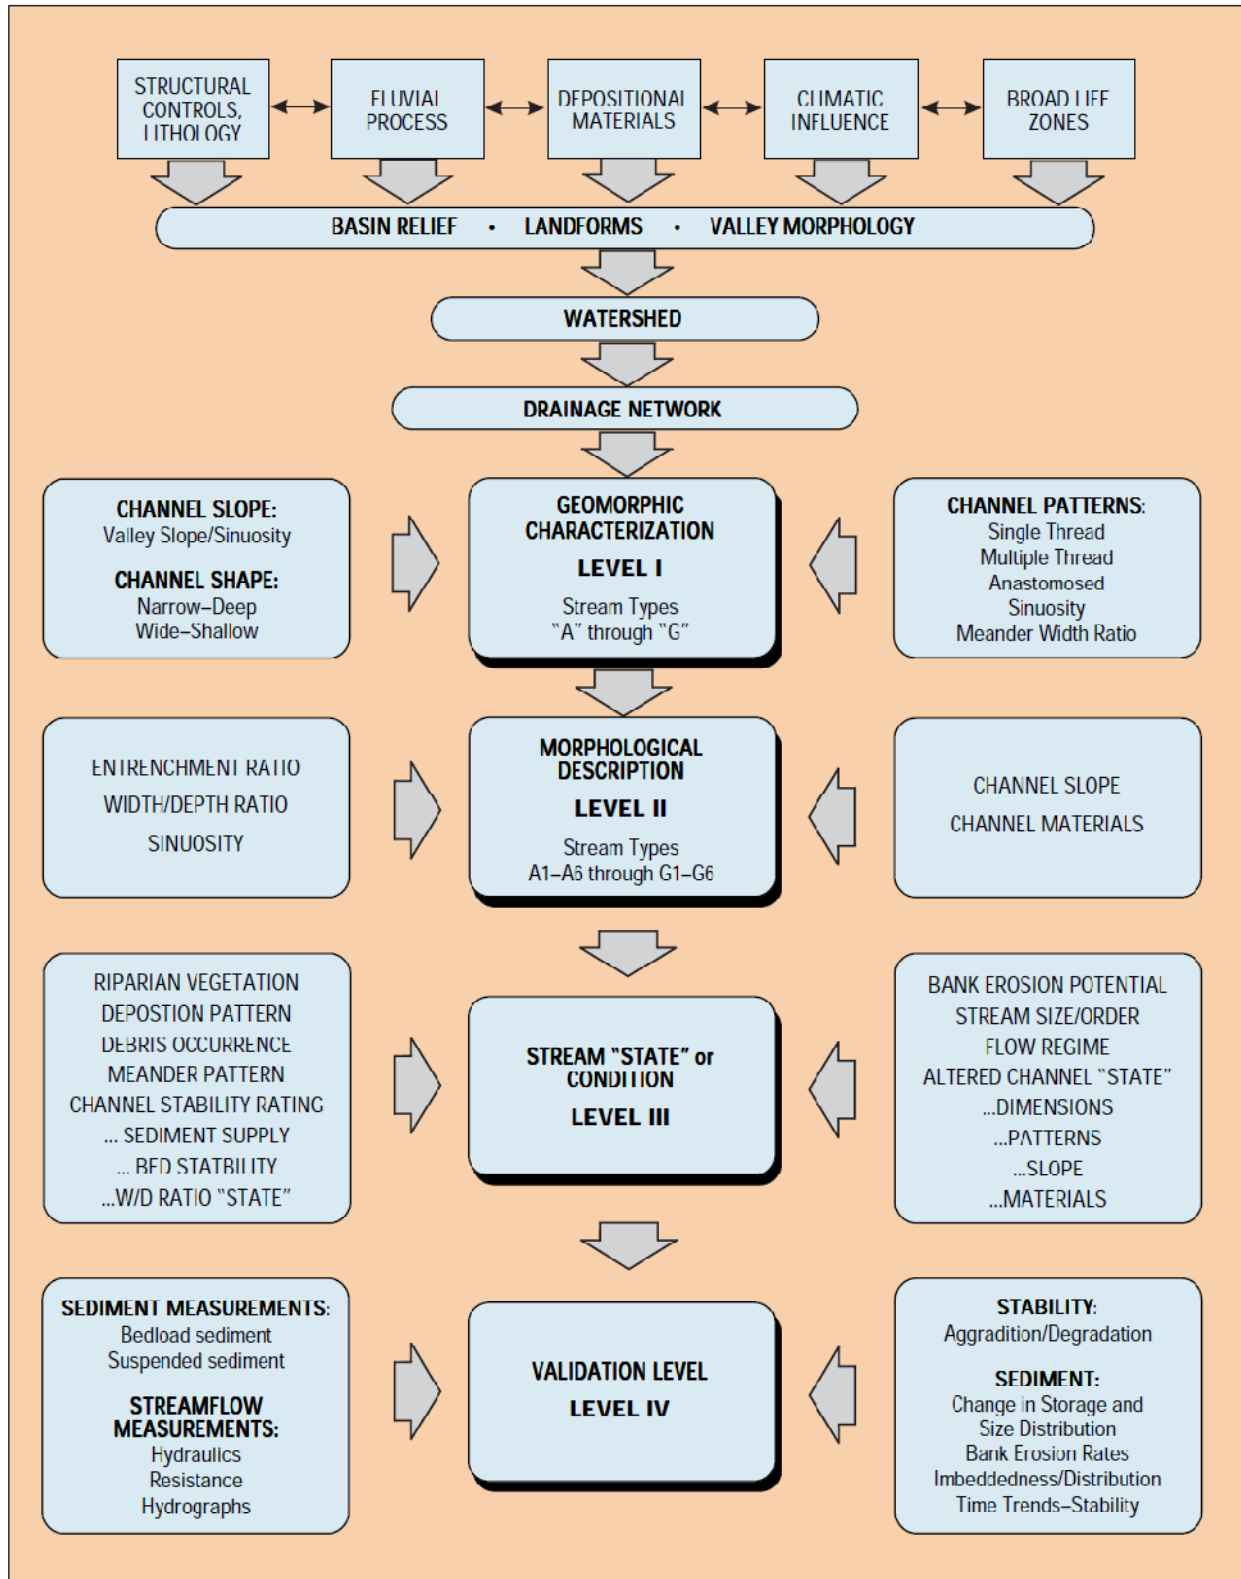 STRUCTURAL
CONTROLS,
LITHOLOGY
FLUVIAL
PROCESS
DEPOSITIONAL
MATERIALS
CLIMATIC
INFLUENCE
BROAD LIFE
ZONES
BASIN RELIEF • LANDFORMS • VALLEY MORPHOLOGY
WATERSHED
DRAINAGE NETWORK
CHANNEL SLOPE:
Valley Slope/Sinuosity
CHANNEL SHAPE:
Narrow–Deep
Wide–Shallow
GEOMORPHIC
CHARACTERIZATION
LEVEL I
Stream Types
"A" through "G"
CHANNEL PATTERNS:
Single Thread
Multiple Thread
Anastomosed
Sinuosity
Meander Width Ratio
ENTRENCHMENT RATIO
WIDTH/DEPTH RATIO
SINUOSITY
MORPHOLOGICAL
DESCRIPTION
LEVEL II
Stream Types
A1–A6 through G1–G6
CHANNEL SLOPE
CHANNEL MATERIALS
RIPARIAN VEGETATION
DEPOSTION PATTERN
DEBRIS OCCURRENCE
MEANDER PATTERN
CHANNEL STABILITY RATING
... SEDIMENT SUPPLY
... BED STATBILITY
...W/D RATIO "STATE"
STREAM "STATE" or
CONDITION
LEVEL III
BANK EROSION POTENTIAL
STREAM SIZE/ORDER
FLOW REGIME
ALTERED CHANNEL "STATE"
...DIMENSIONS
...PATTERNS
...SLOPE
...MATERIALS
SEDIMENT MEASUREMENTS:
Bedload sediment
Suspended sediment
STREAMFLOW
MEASUREMENTS:
Hydraulics
Resistance
Hydrographs
VALIDATION LEVEL
LEVEL IV
STABILITY:
Aggradition/Degradation
SEDIMENT:
Change in Storage and
Size Distribution
Bank Erosion Rates
Imbeddedness/Distribution
Time Trends–Stability